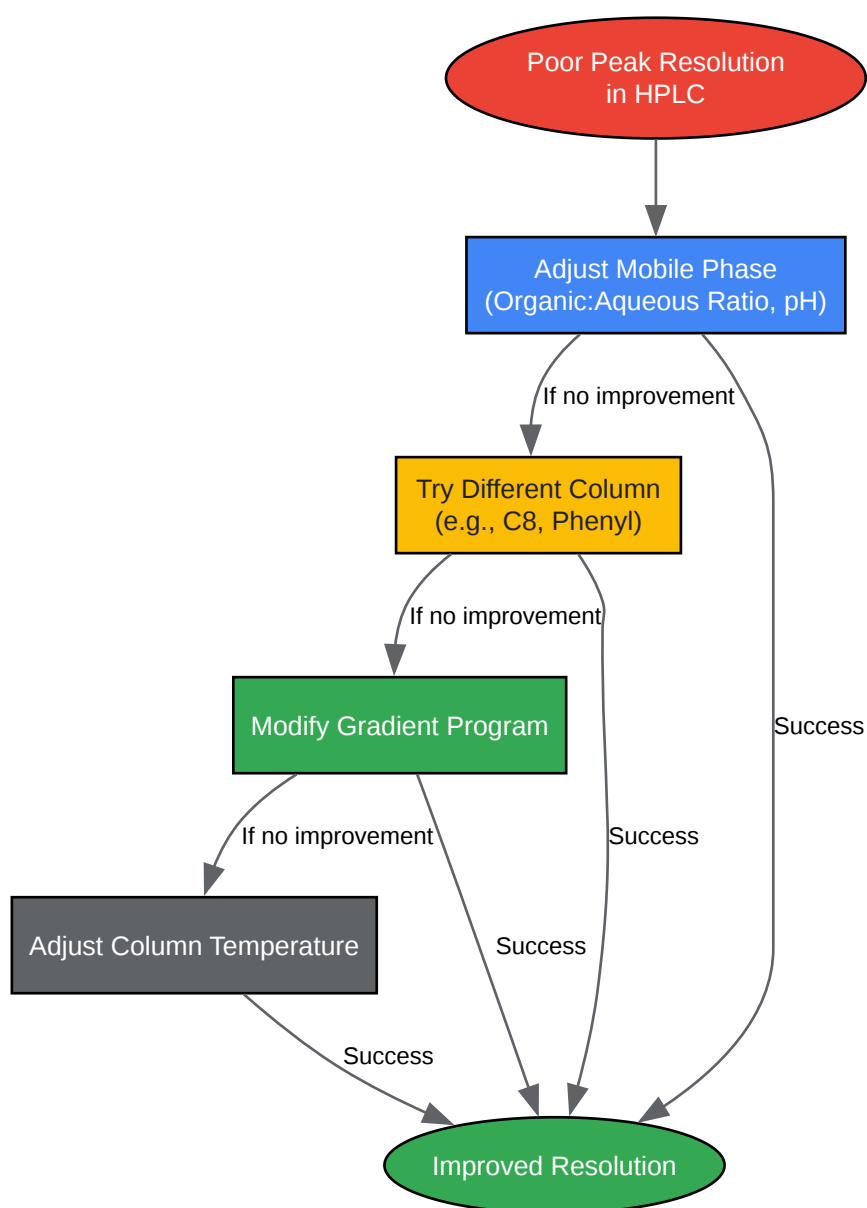 Poor Peak Resolution
in HPLC
Adjust Mobile Phase
(Organic:Aqueous Ratio, pH)
If no improvement
Try Different Column
(e.g., C8, Phenyl)
If no improvement
Success
Modify Gradient Program
If no improvement
Success
Adjust Column Temperature
Success
Success
Improved Resolution